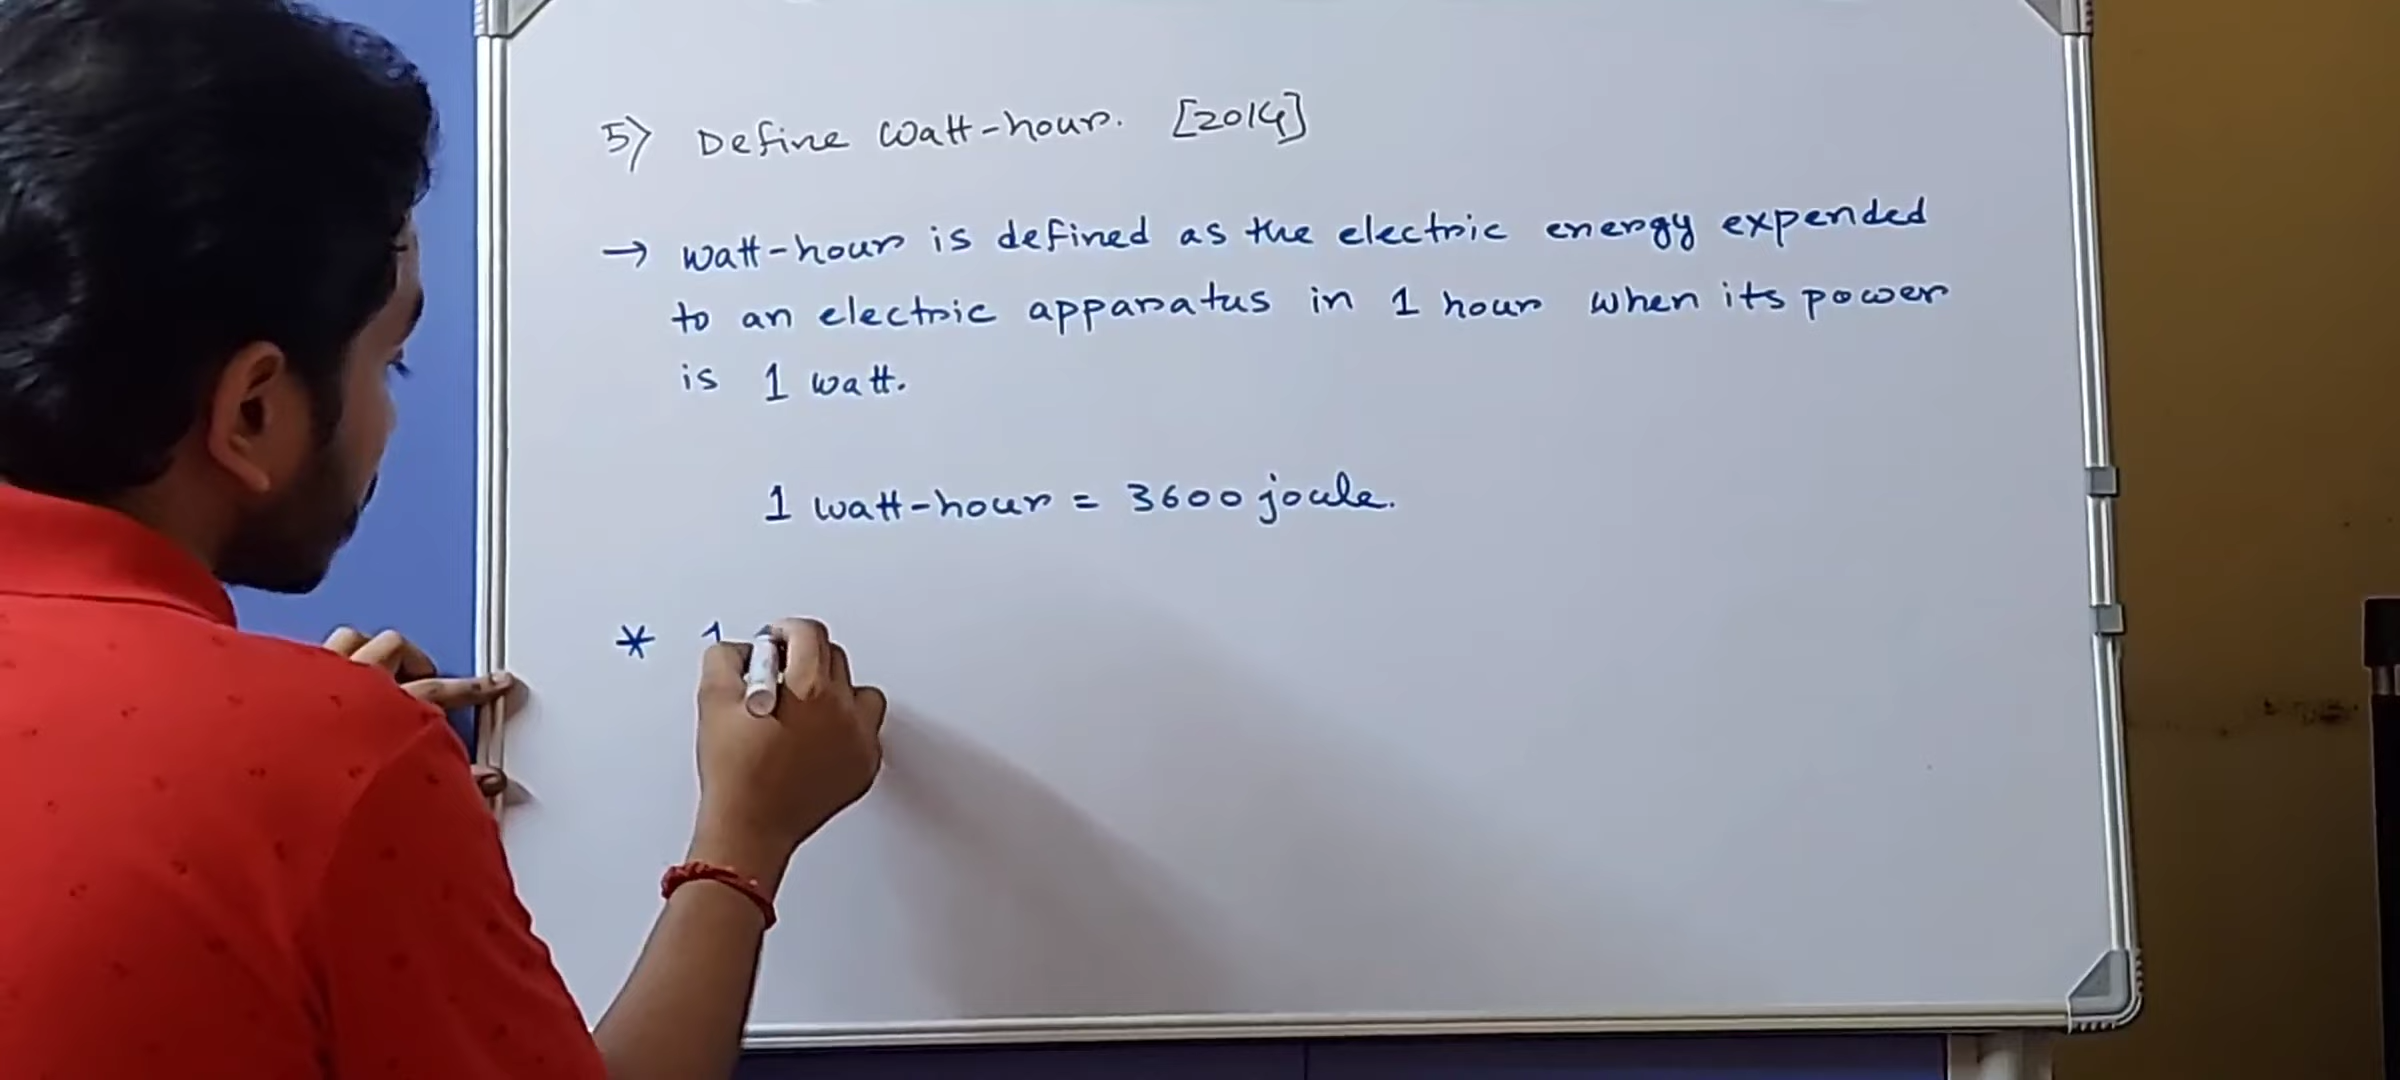 5) Define Watt-hour. [2014]
→ Watt-hour is defined as the electric energy expended
to an electric apparatus in 1 hour when its power
is 1 watt.
1 watt-hour = 3600 joule.
* 1